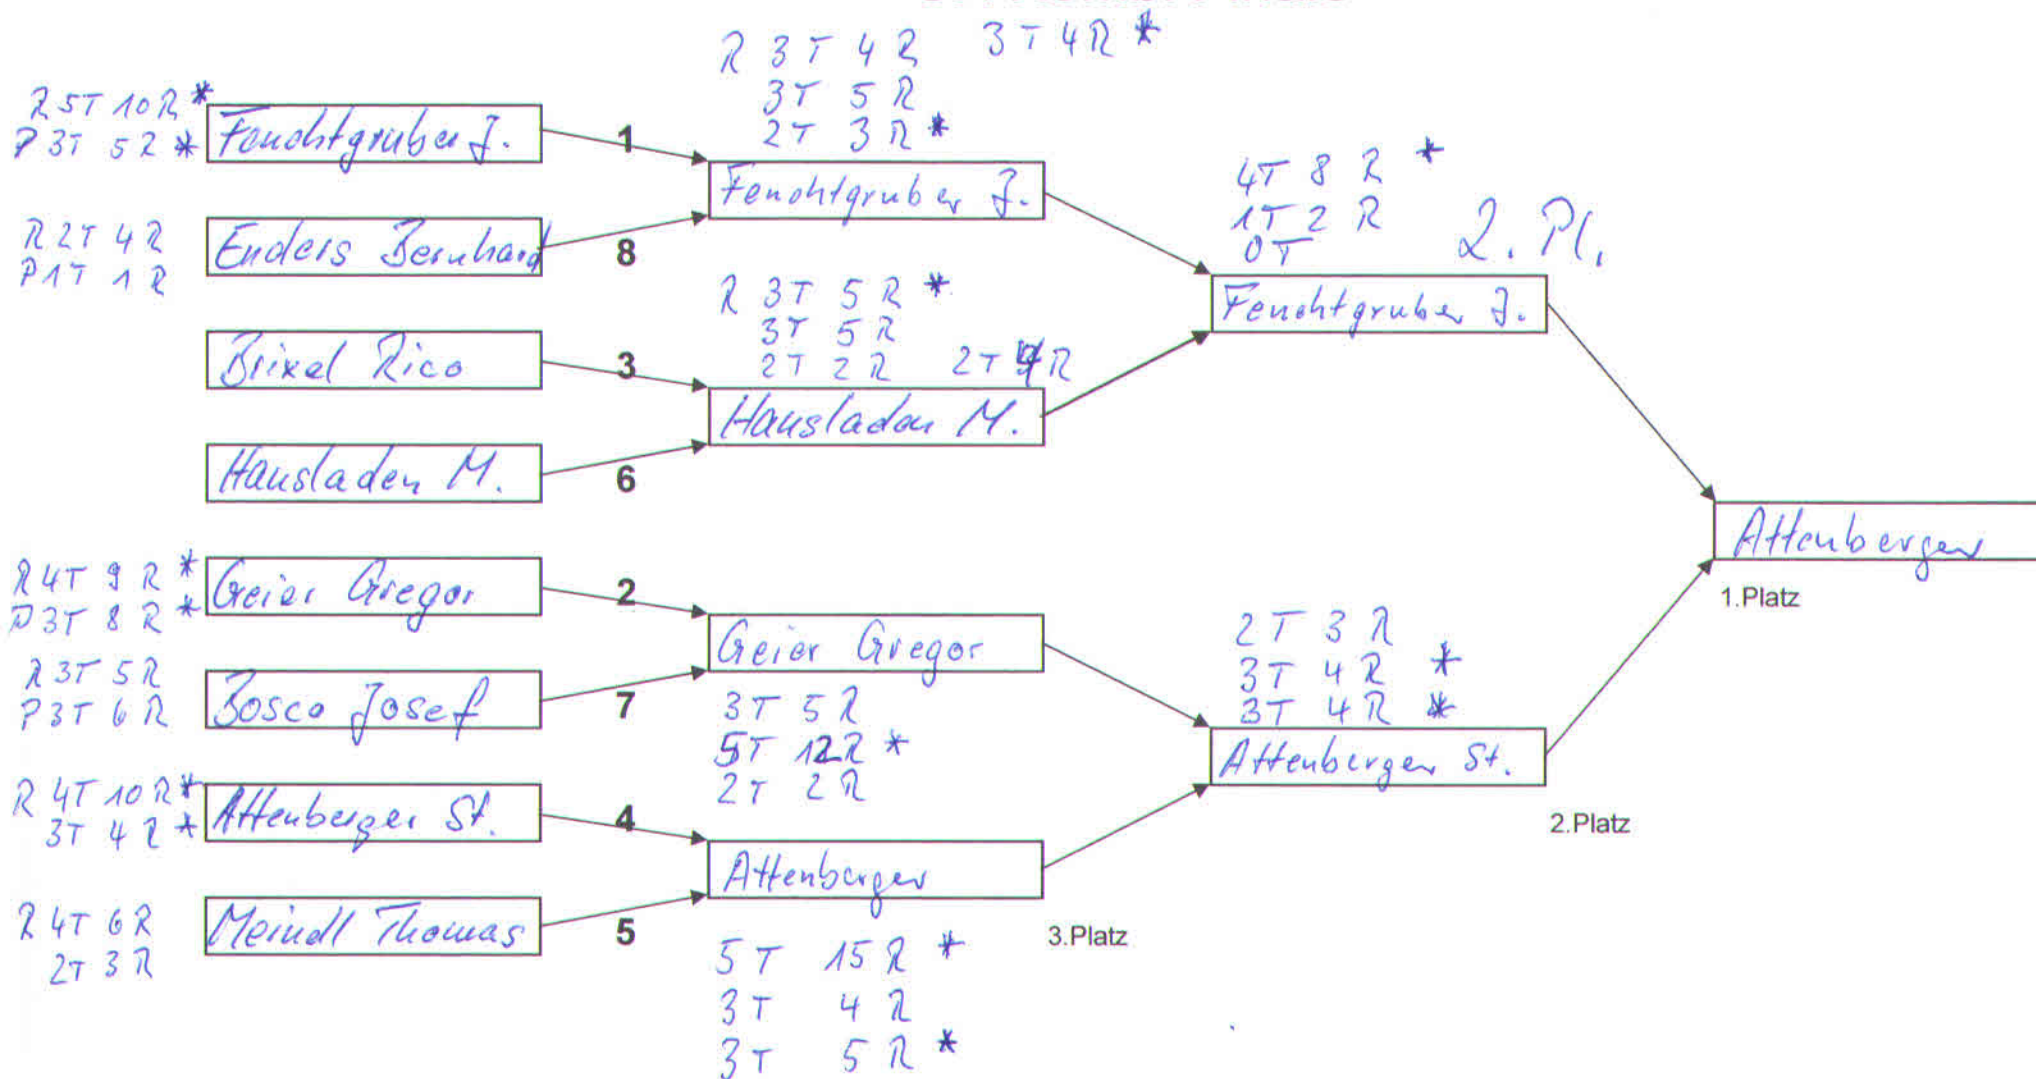 R 3T 4R 3T 4R *
3T 5R
2T 3R *
R 5T 10R *
P 3T 5R *
Feuchtgruber J.
1
Feuchtgruber J.
R 2T 4R
P 1T 1R
Enders Bernhard
8
4T 8R *
1T 2R
0T
2. Pl.
Feuchtgruber J.
R 3T 5R *
3T 5R
2T 2R 2T 4R
Brixel Rico
3
Hausladen M.
Hausladen M.
6
Attenberger
1.Platz
R 4T 9R *
P 3T 8R *
Geier Gregor
2
Geier Gregor
R 3T 5R
P 3T 6R
Bosco Josef
7
3T 5R
5T 12R *
2T 2R
2T 3R
3T 4R *
3T 4R *
Attenberger St.
2.Platz
R 4T 10R *
3T 4R *
Attenberger St.
4
Attenberger
3.Platz
R 4T 6R
2T 3R
Meindl Thomas
5
5T 15R *
3T 4R
3T 5R *